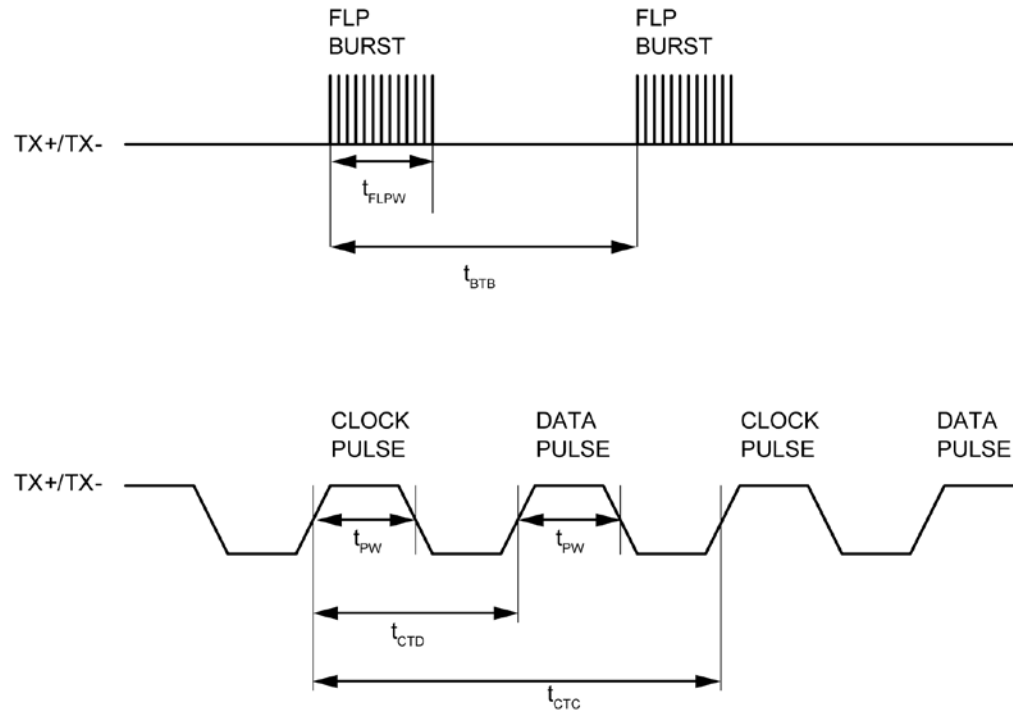 FLP
BURST
FLP
BURST
TX+/TX-
tFLPW
tBTB
CLOCK
PULSE
DATA
PULSE
CLOCK
PULSE
DATA
PULSE
TX+/TX-
tPW
tPW
tCTD
tCTC